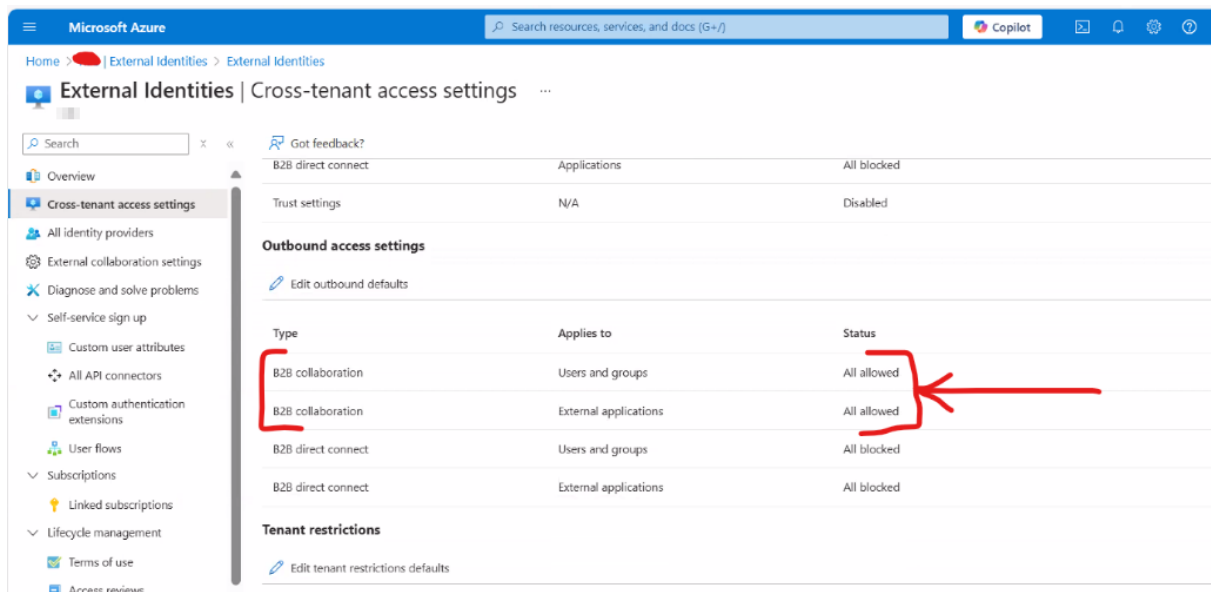 Microsoft Azure
Search resources, services, and docs (G+/)
Copilot
Home > | External Identities > External Identities
External Identities | Cross-tenant access settings ...
Search
Got feedback?
Overview
Cross-tenant access settings
All identity providers
External collaboration settings
Diagnose and solve problems
Self-service sign up
Custom user attributes
All API connectors
Custom authentication
extensions
User flows
Subscriptions
Linked subscriptions
Lifecycle management
Terms of use
Access reviews
B2B direct connect Applications All blocked
Trust settings N/A Disabled
Outbound access settings
Edit outbound defaults
Type Applies to Status
B2B collaboration Users and groups All allowed
B2B collaboration External applications All allowed
B2B direct connect Users and groups All blocked
B2B direct connect External applications All blocked
Tenant restrictions
Edit tenant restrictions defaults